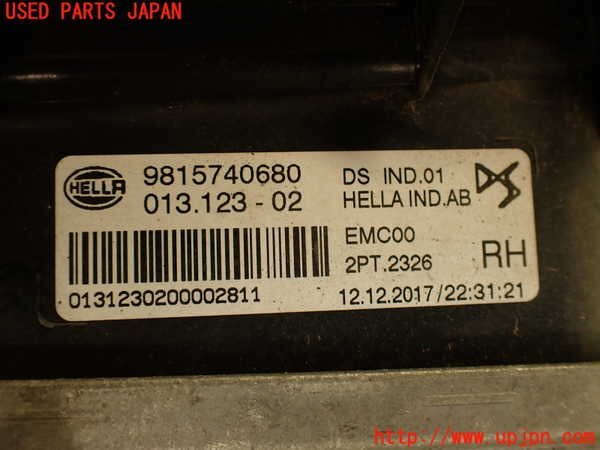 USED PARTS JAPAN
HELLA
9815740680
013.123-02
DS IND.01
HELLA IND.AB
EMC00
2PT.2326
RH
0131230200002811
12.12.2017/22:31:21
http://www.upjpn.com/